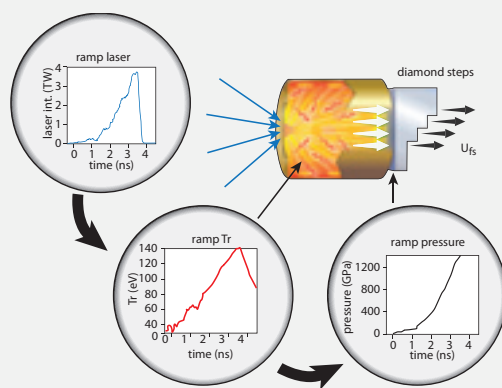 ramp laser
laser int. (TW)
4
3
2
1
0
0 1 2 3 4
time (ns)
diamond steps
U fs
ramp Tr
Tr (eV)
140
120
100
80
60
40
30
0 1 2 3 4
time (ns)
ramp pressure
pressure (GPa)
1200
800
400
0
0 1 2 3 4
time (ns)